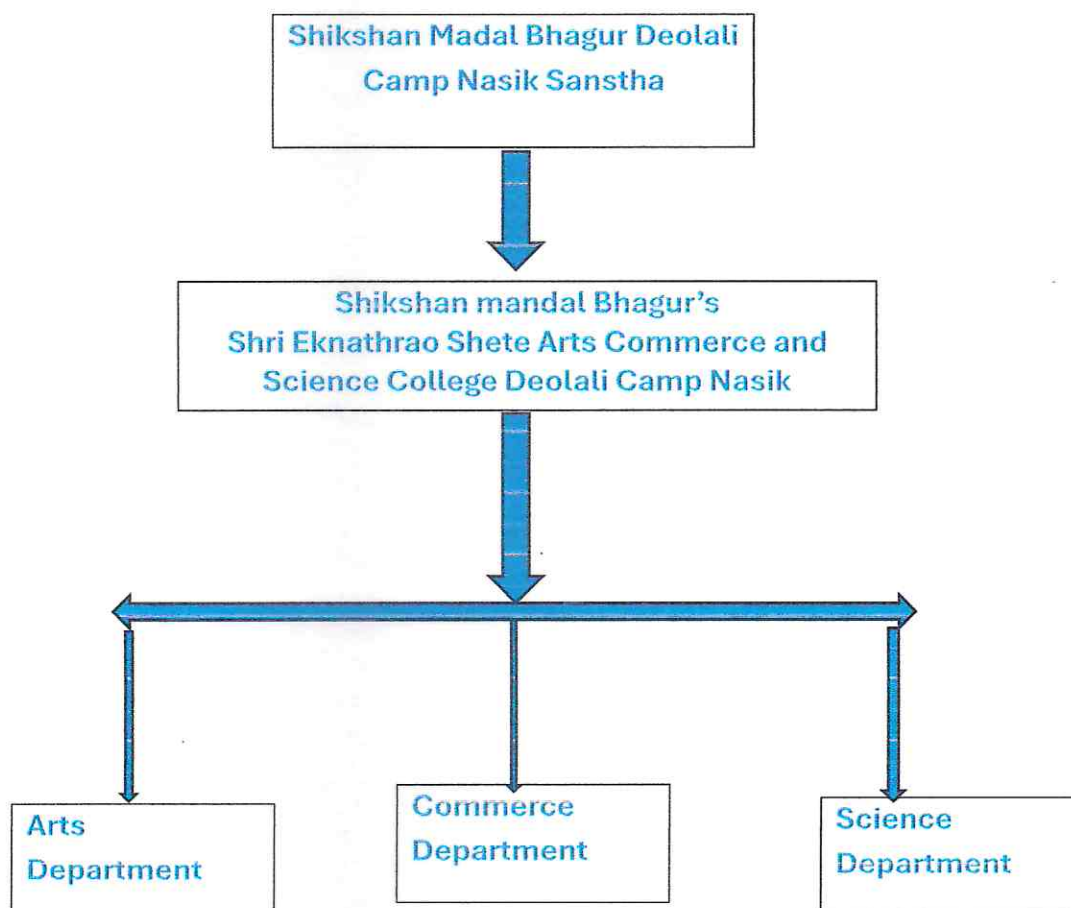 Shikshan Madal Bhagur Deolali
Camp Nasik Sanstha
Shikshan mandal Bhagur's
Shri Eknathrao Shete Arts Commerce and
Science College Deolali Camp Nasik
Arts
Department
Commerce
Department
Science
Department